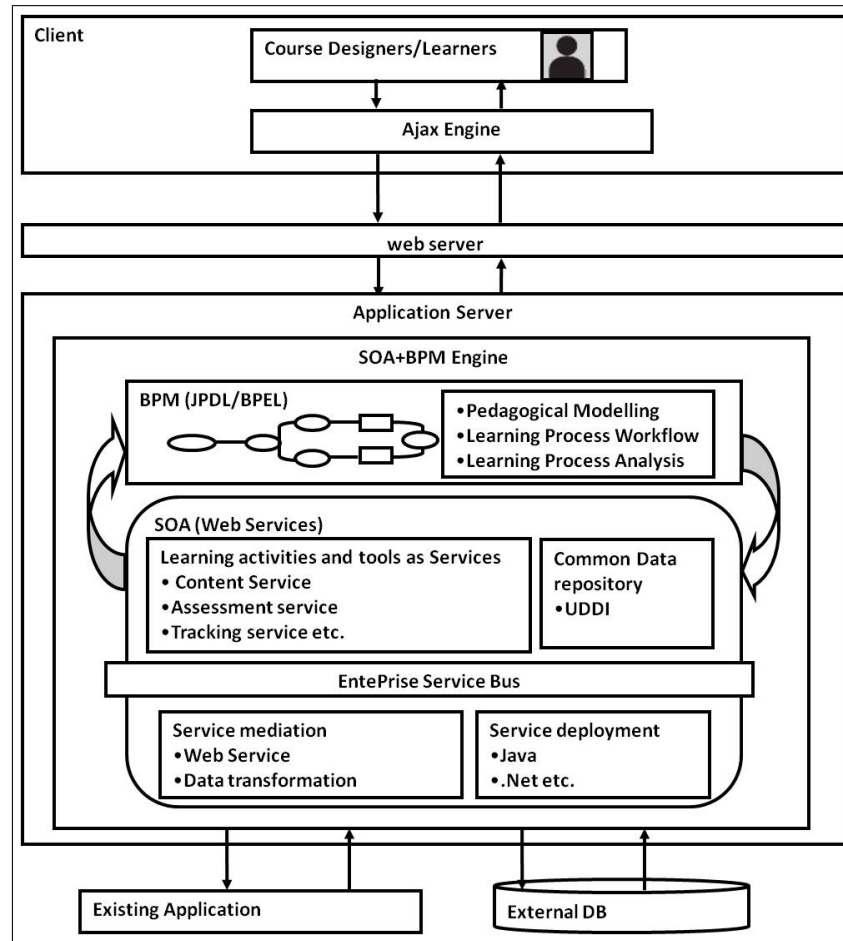 Client
Course Designers/Learners
Ajax Engine
web server
Application Server
SOA+BPM Engine
BPM (JPDL/BPEL)
•Pedagogical Modelling
•Learning Process Workflow
•Learning Process Analysis
SOA (Web Services)
Learning activities and tools as Services
• Content Service
•Assessment service
•Tracking service etc.
Common Data
repository
•UDDI
EntePrise Service Bus
Service mediation
•Web Service
•Data transformation
Service deployment
•Java
•.Net etc.
Existing Application
External DB